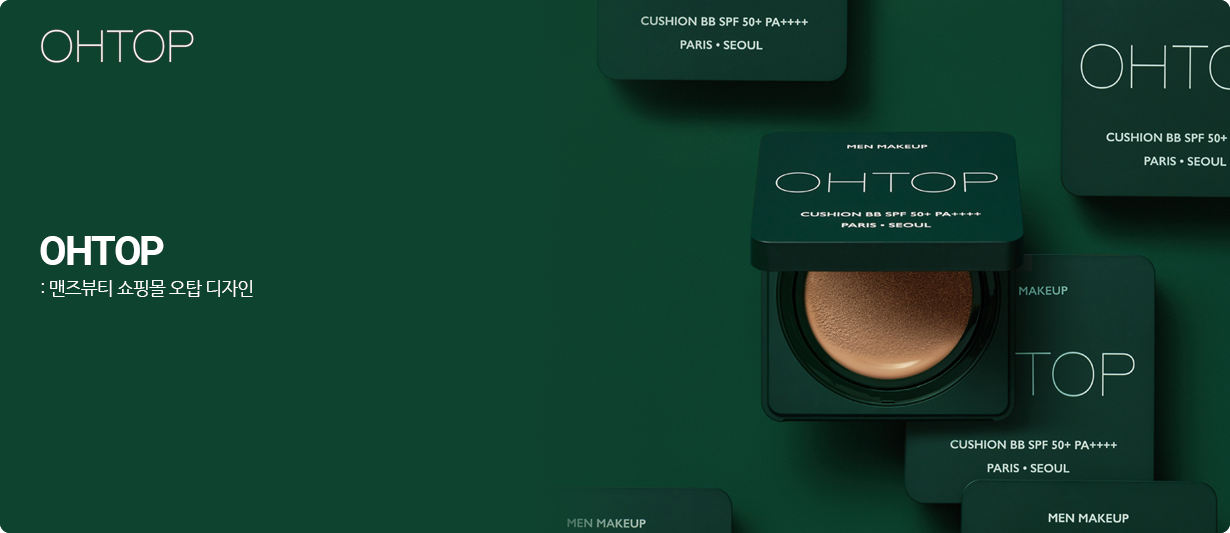 OHTOP
OHTOP
: 맨즈뷰티 쇼핑몰 오탑 디자인
CUSHION BB SPF 50+ PA++++
PARIS • SEOUL
OHTO
CUSHION BB SPF 50+
PARIS • SEOUL
MEN MAKEUP
OHTOP
CUSHION BB SPF 50+ PA++++
PARIS • SEOUL
MAKEUP
TOP
CUSHION BB SPF 50+ PA++++
PARIS • SEOUL
MEN MAKEUP
MEN MAKEUP